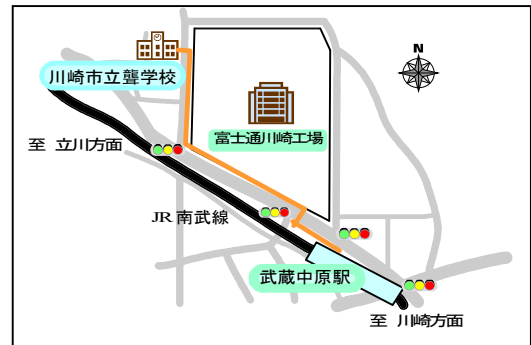 N
川崎市立聾学校
富士通川崎工場
至 立川方面
JR 南武線
武蔵中原駅
至 川崎方面